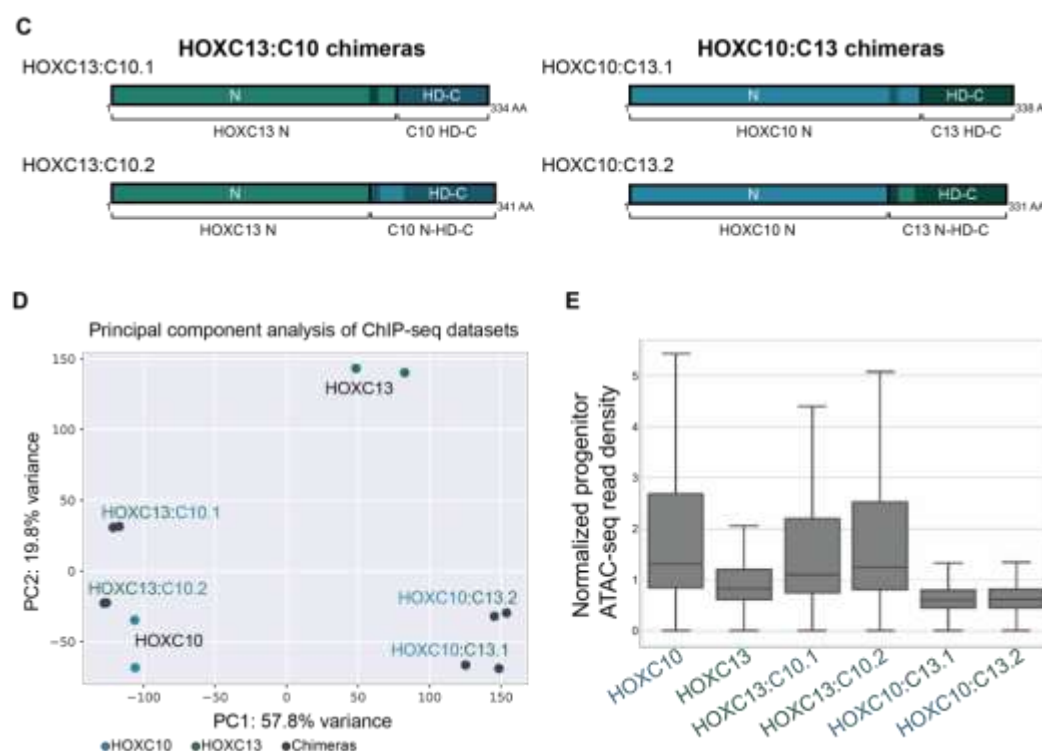 C
HOXC13:C10 chimeras
HOXC13:C10.1
N
HD-C
1
334 AA
HOXC13 N
C10 HD-C
HOXC13:C10.2
N
HD-C
1
341 AA
HOXC13 N
C10 N-HD-C
HOXC10:C13 chimeras
HOXC10:C13.1
N
HD-C
1
338 A
HOXC10 N
C13 HD-C
HOXC10:C13.2
N
HD-C
1
331 AA
HOXC10 N
C13 N-HD-C
D
Principal component analysis of ChIP-seq datasets
PC2: 19.8% variance
150
100
50
0
−50
HOXC13
HOXC13:C10.1
HOXC13:C10.2
HOXC10
HOXC10:C13.2
HOXC10:C13.1
−100
−50
0
50
100
150
PC1: 57.8% variance
HOXC10
HOXC13
Chimeras
E
Normalized progenitor
ATAC-seq read density
5
4
3
2
1
0
HOXC10
HOXC13
HOXC13:C10.1
HOXC13:C10.2
HOXC10:C13.1
HOXC10:C13.2